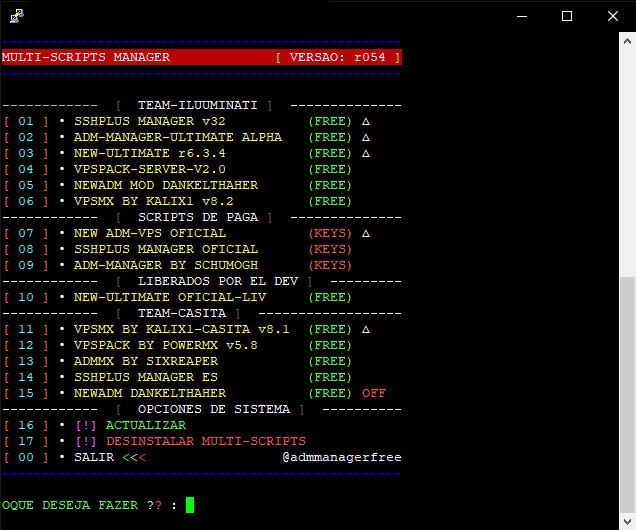 MULTI-SCRIPTS MANAGER [ VERSAO: r054 ]
------------ [ TEAM-ILUUMINATI ] --------------
[ 01 ] • SSHPLUS MANAGER v32 (FREE) Δ
[ 02 ] • ADM-MANAGER-ULTIMATE ALPHA (FREE) Δ
[ 03 ] • NEW-ULTIMATE r6.3.4 (FREE) Δ
[ 04 ] • VPSPACK-SERVER-V2.0 (FREE)
[ 05 ] • NEWADM MOD DANKELTHAHER (FREE)
[ 06 ] • VPSMX BY KALIX1 v8.2 (FREE)
------------ [ SCRIPTS DE PAGA ] --------------
[ 07 ] • NEW ADM-VPS OFICIAL (KEYS) Δ
[ 08 ] • SSHPLUS MANAGER OFICIAL (KEYS)
[ 09 ] • ADM-MANAGER BY SCHUMOGH (KEYS)
------------ [ LIBERADOS POR EL DEV ] ---------
[ 10 ] • NEW-ULTIMATE OFICIAL-LIV (FREE)
------------ [ TEAM-CASITA ] ------------------
[ 11 ] • VPSMX BY KALIX1-CASITA v8.1 (FREE) Δ
[ 12 ] • VPSPACK BY POWERMX v5.8 (FREE)
[ 13 ] • ADMMX BY SIXREAPER (FREE)
[ 14 ] • SSHPLUS MANAGER ES (FREE)
[ 15 ] • NEWADM DANKELTHAHER (FREE) OFF
------------ [ OPCIONES DE SISTEMA ] ----------
[ 16 ] • [!] ACTUALIZAR
[ 17 ] • [!] DESINSTALAR MULTI-SCRIPTS
[ 00 ] • SALIR <<< @admmanagerfree
OQUE DESEJA FAZER ?? :